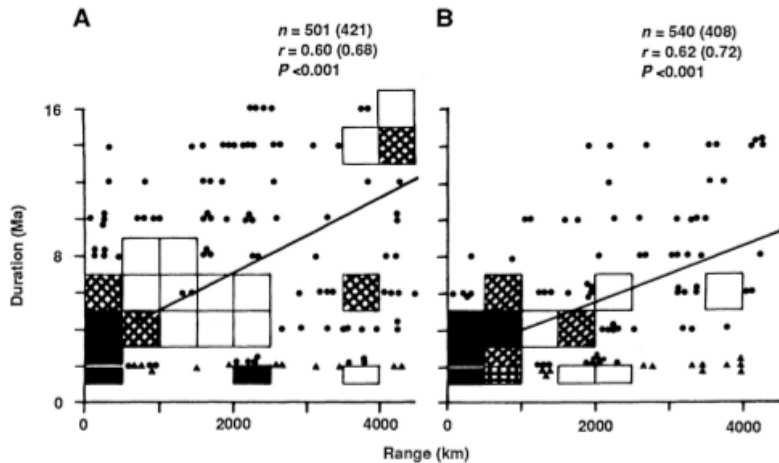 A
n = 501 (421)
r = 0.60 (0.68)
P <0.001
B
n = 540 (408)
r = 0.62 (0.72)
P <0.001
Duration (Ma)
16
8
4
0
0
2000
4000
0
2000
4000
Range (km)